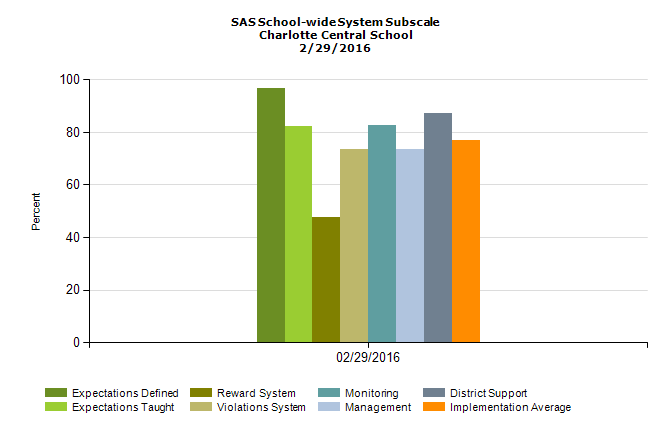 SAS School-wide System Subscale
Charlotte Central School
2/29/2016
100
80
60
40
20
0
Percent
02/29/2016
Expectations Defined
Reward System
Monitoring
District Support
Expectations Taught
Violations System
Management
Implementation Average